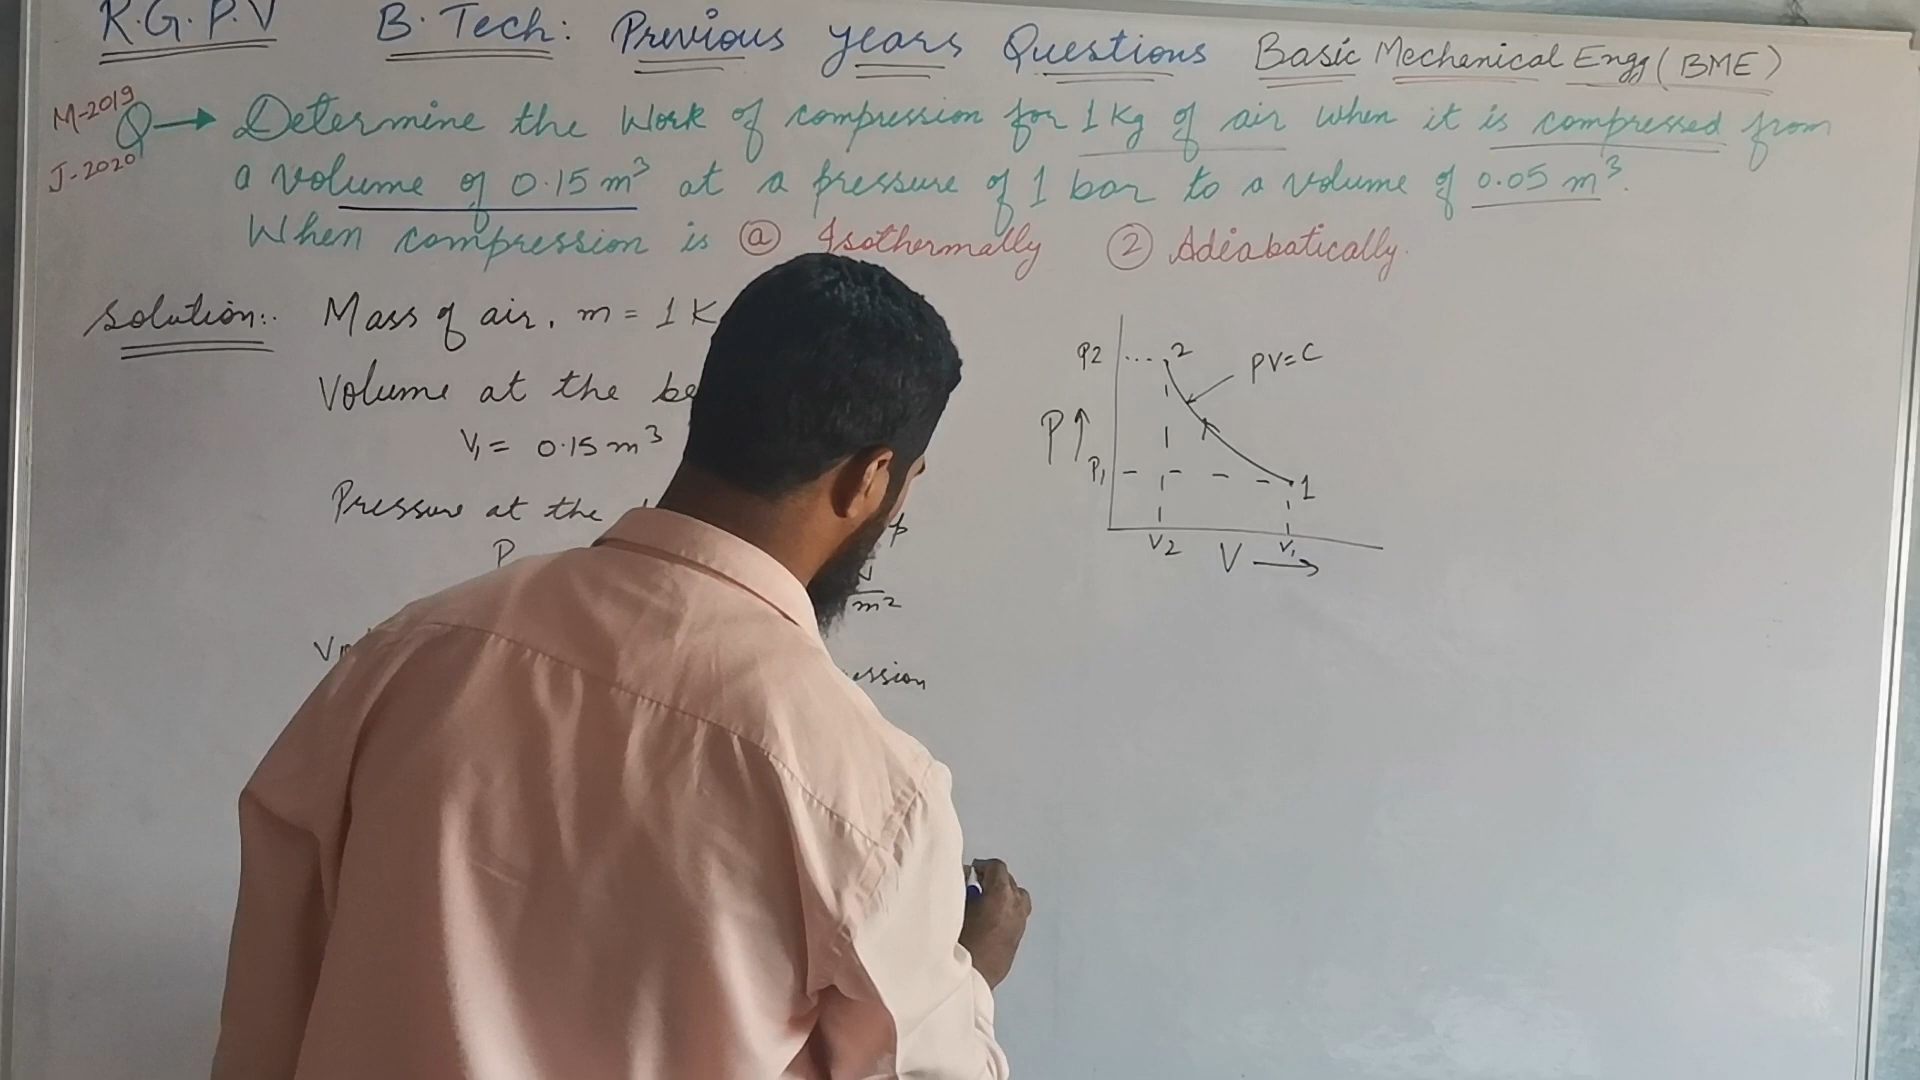 R.G.P.V B.Tech: Previous years Questions Basic Mechenical Engg (BME)
M-2019
J-2020
Q→ Determine the Work of compression for 1 Kg of air when it is compressed from
a volume of 0.15 m³ at a pressure of 1 bar to a volume of 0.05 m³.
When compression is ⓐ Isothermally ② Adiabatically.
Solution:. Mass of air, m = 1 K
Volume at the be
V₁ = 0.15 m³
Pressure at the
P
m²
ession
P2 2 PV=C
P↑
P₁ 1
V2 V₁
V →